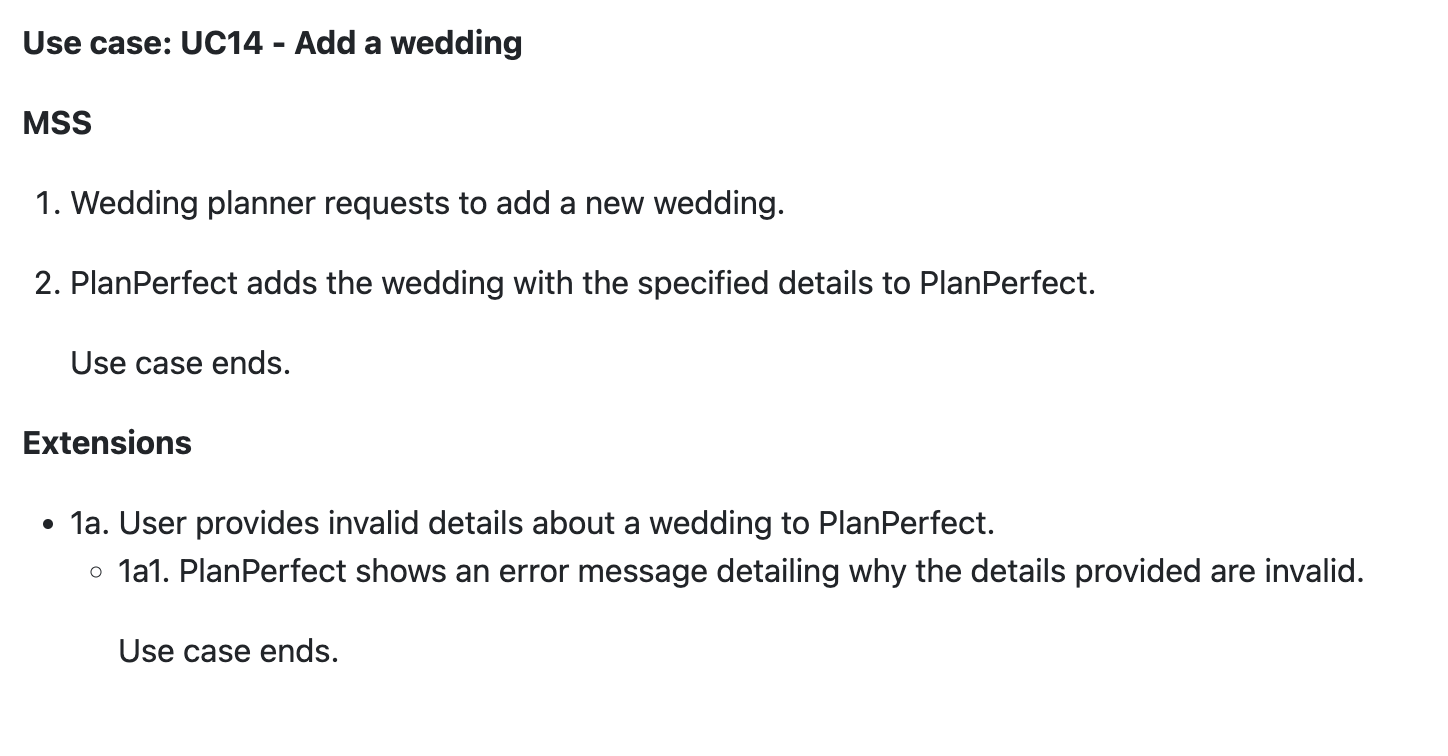 Use case: UC14 - Add a wedding
MSS
1. Wedding planner requests to add a new wedding.
2. PlanPerfect adds the wedding with the specified details to PlanPerfect.
Use case ends.
Extensions
• 1a. User provides invalid details about a wedding to PlanPerfect.
◦ 1a1. PlanPerfect shows an error message detailing why the details provided are invalid.
Use case ends.